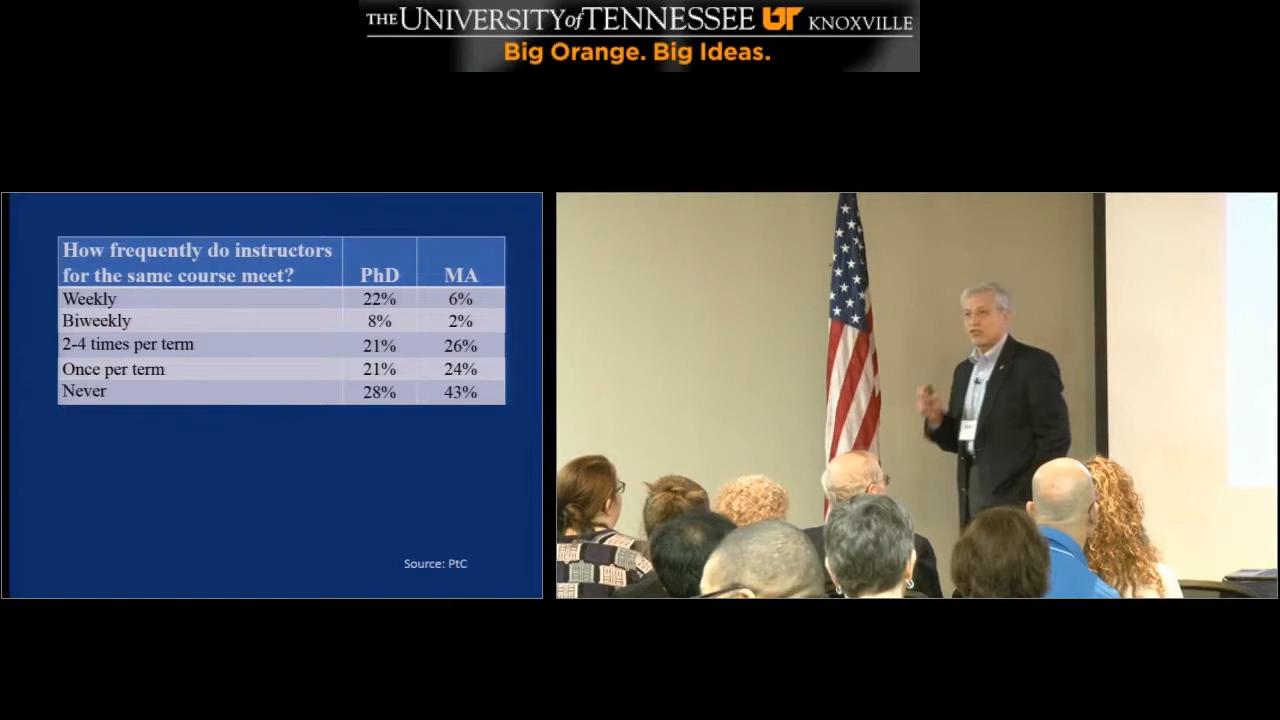 THE UNIVERSITY of TENNESSEE UT KNOXVILLE
Big Orange. Big Ideas.
How frequently do instructors
for the same course meet? PhD MA
Weekly 22% 6%
Biweekly 8% 2%
2-4 times per term 21% 26%
Once per term 21% 24%
Never 28% 43%
Source: PtC